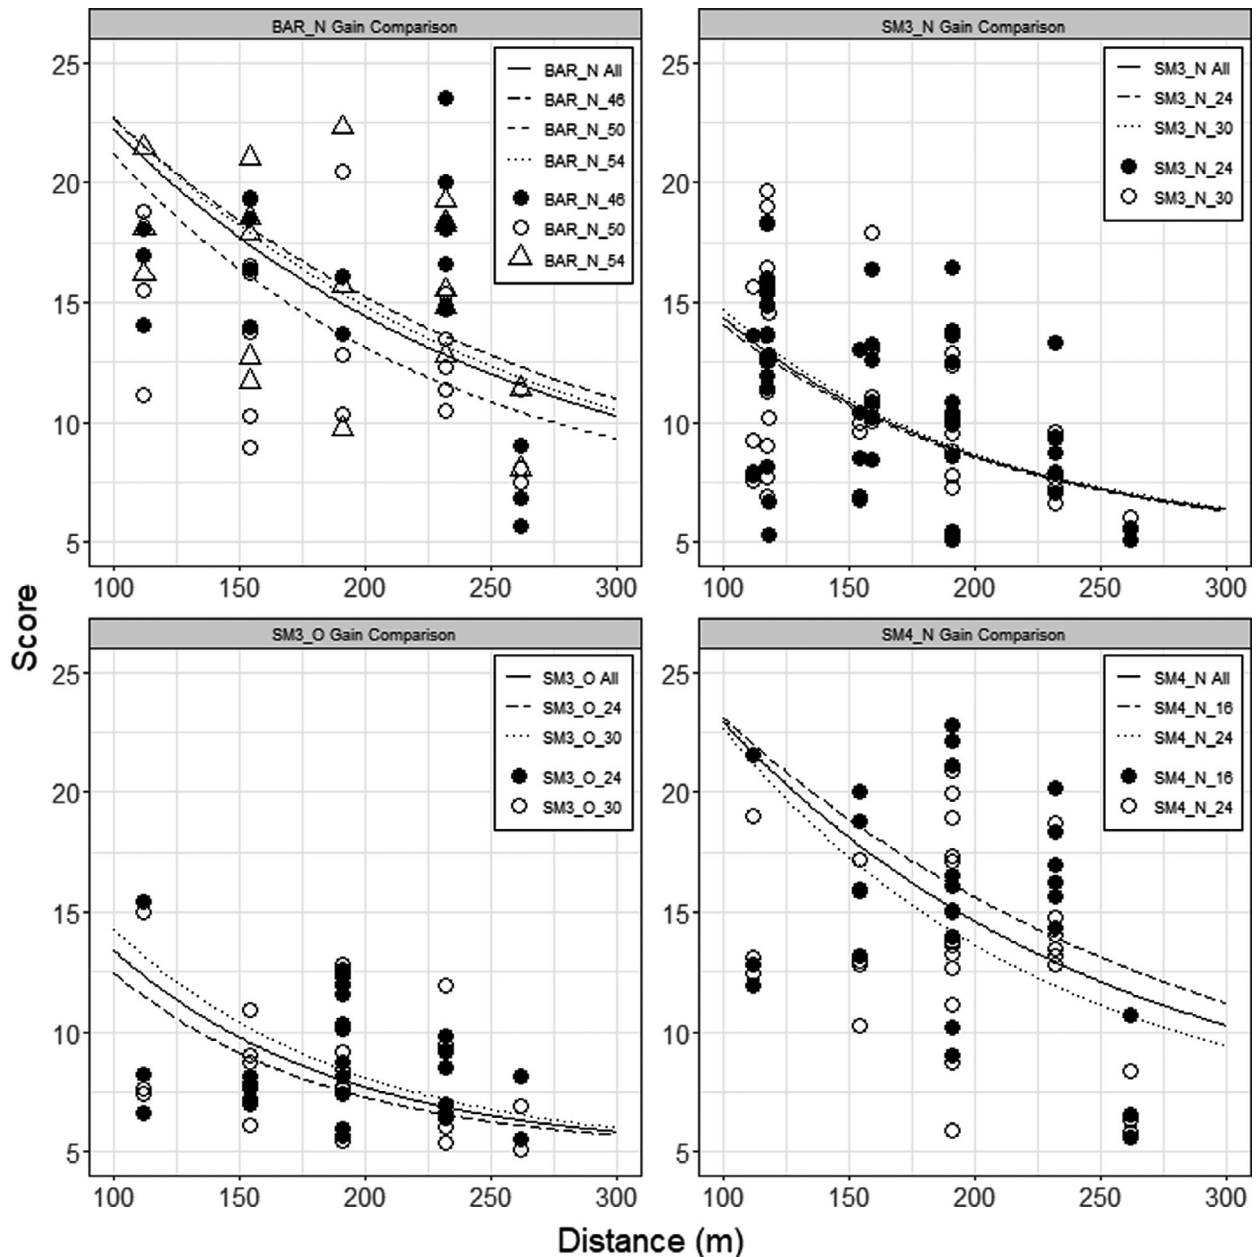 BAR_N Gain Comparison
25
20
15
10
5
BAR_N All
BAR_N_46
BAR_N_50
BAR_N_54
BAR_N_46
BAR_N_50
BAR_N_54
100 150 200 250 300
SM3_N Gain Comparison
25
20
15
10
5
SM3_N All
SM3_N_24
SM3_N_30
SM3_N_24
SM3_N_30
100 150 200 250 300
Score
SM3_O Gain Comparison
25
20
15
10
5
SM3_O All
SM3_O_24
SM3_O_30
SM3_O_24
SM3_O_30
100 150 200 250 300
SM4_N Gain Comparison
25
20
15
10
5
SM4_N All
SM4_N_16
SM4_N_24
SM4_N_16
SM4_N_24
100 150 200 250 300
Distance (m)